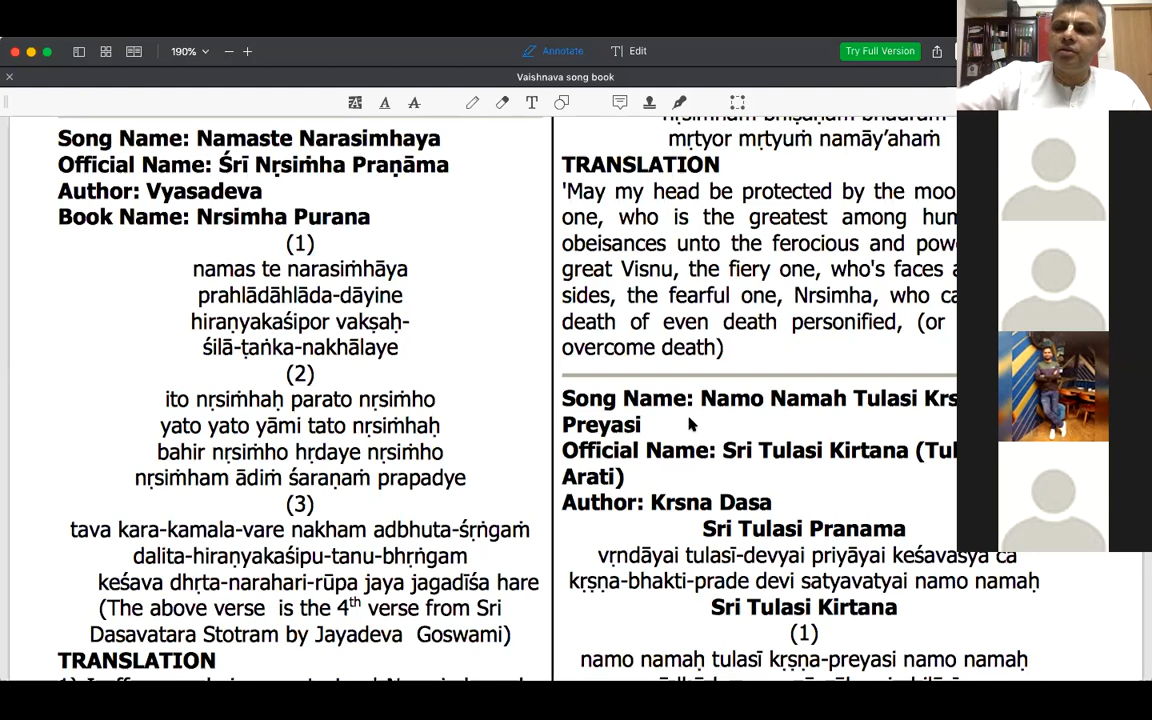 190%
Annotate
Edit
Try Full Version
Vaishnava song book
Song Name: Namaste Narasimhaya
Official Name: Śrī Nṛsiṁha Praṇāma
Author: Vyasadeva
Book Name: Nrsimha Purana
(1)
namas te narasiṁhāya
prahlādāhlāda-dāyine
hiraṇyakaśipor vakṣaḥ-
śilā-ṭaṅka-nakhālaye
(2)
ito nṛsiṁhaḥ parato nṛsiṁho
yato yato yāmi tato nṛsiṁhaḥ
bahir nṛsiṁho hṛdaye nṛsiṁho
nṛsiṁham ādiṁ śaraṇaṁ prapadye
(3)
tava kara-kamala-vare nakham adbhuta-śṛṅgaṁ
dalita-hiraṇyakaśipu-tanu-bhṛṅgam
keśava dhṛta-narahari-rūpa jaya jagadīśa hare
(The above verse is the 4th verse from Sri
Dasavatara Stotram by Jayadeva Goswami)
TRANSLATION
mṛtyor mṛtyuṁ namāy’ahaṁ
TRANSLATION
'May my head be protected by the moo
one, who is the greatest among hum
obeisances unto the ferocious and pow
great Visnu, the fiery one, who's faces a
sides, the fearful one, Nrsimha, who ca
death of even death personified, (or
overcome death)
Song Name: Namo Namah Tulasi Krs
Preyasi
Official Name: Sri Tulasi Kirtana (Tul
Arati)
Author: Krsna Dasa
Sri Tulasi Pranama
vṛndāyai tulasī-devyai priyāyai keśavasya ca
kṛṣṇa-bhakti-prade devi satyavatyai namo namaḥ
Sri Tulasi Kirtana
(1)
namo namaḥ tulasī kṛṣṇa-preyasi namo namaḥ